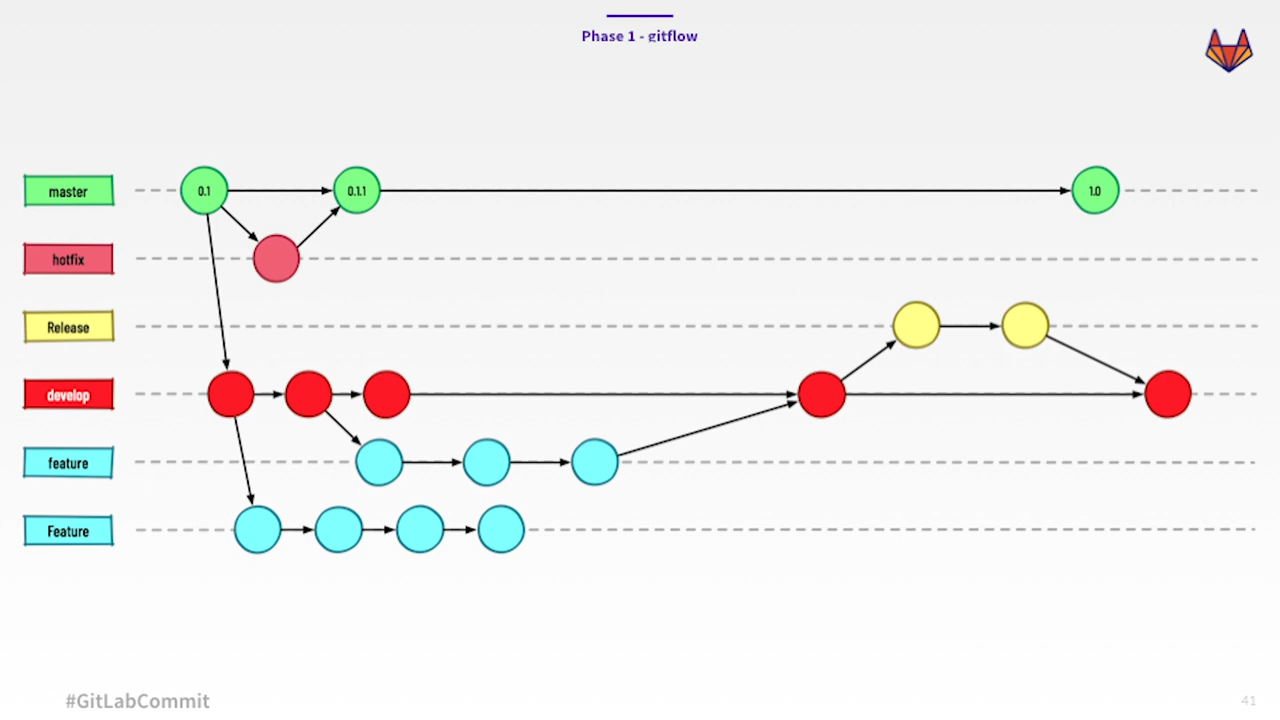 Phase 1 - gitflow
master
0.1
0.1.1
1.0
hotfix
Release
develop
feature
Feature
#GitLabCommit
41